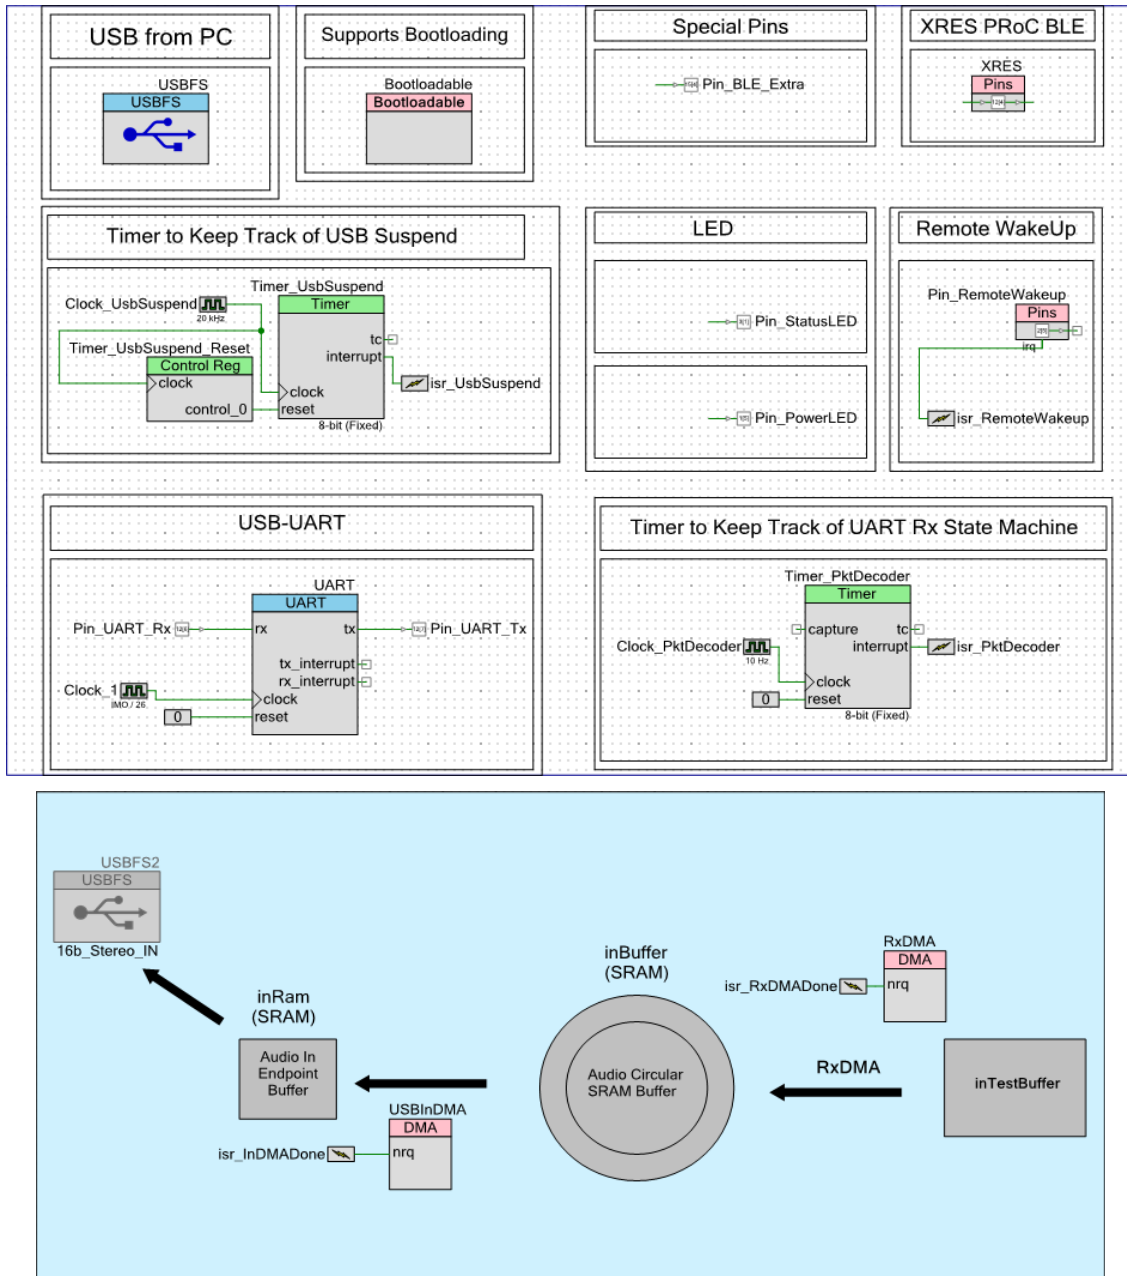 USB from PC
USBFS
USBFS
Supports Bootloading
Bootloadable
Bootloadable
Special Pins
Pin_BLE_Extra
XRES PRoC BLE
XRES
Pins
12[4]
Timer to Keep Track of USB Suspend
Timer_UsbSuspend
Timer
Clock_UsbSuspend
20 kHz
tc
interrupt
isr_UsbSuspend
Timer_UsbSuspend_Reset
Control Reg
clock
control_0
clock
reset
8-bit (Fixed)
LED
Pin_StatusLED
Pin_PowerLED
Remote WakeUp
Pin_RemoteWakeup
Pins
irq
isr_RemoteWakeup
USB-UART
UART
UART
Pin_UART_Rx
rx
tx
Pin_UART_Tx
tx_interrupt
rx_interrupt
Clock_1
IMO / 26
clock
0
reset
Timer to Keep Track of UART Rx State Machine
Timer_PktDecoder
Timer
capture
tc
Clock_PktDecoder
10 Hz
interrupt
isr_PktDecoder
clock
0
reset
8-bit (Fixed)
USBFS2
USBFS
16b_Stereo_IN
inRam
(SRAM)
Audio In
Endpoint
Buffer
USBInDMA
DMA
isr_InDMADone
nrq
inBuffer
(SRAM)
Audio Circular
SRAM Buffer
RxDMA
DMA
isr_RxDMADone
nrq
RxDMA
inTestBuffer